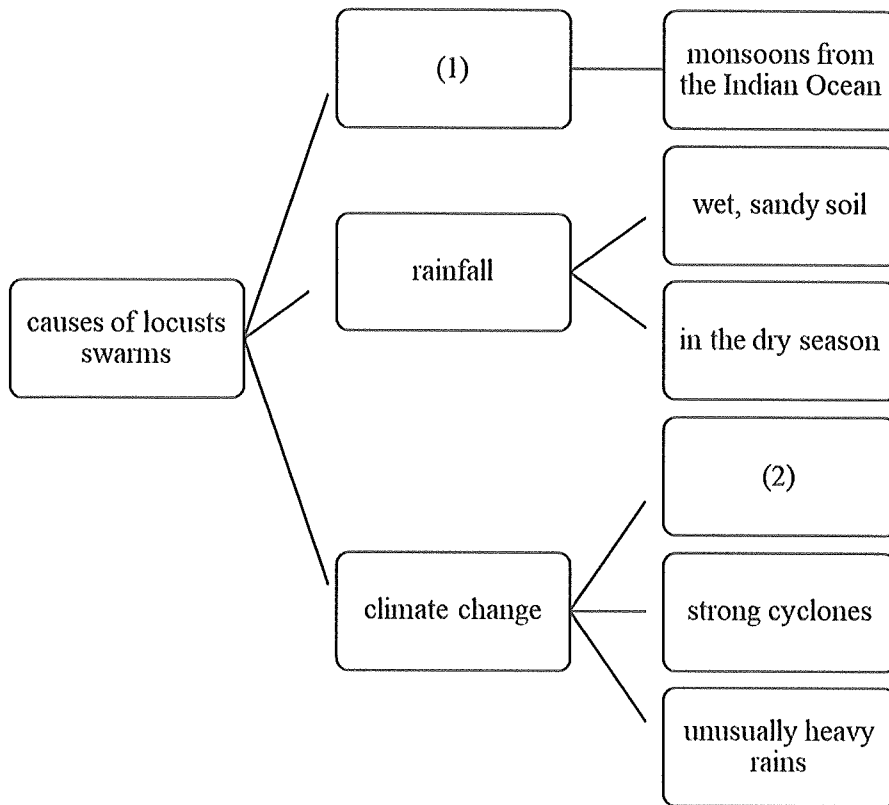 (1)
monsoons from
the Indian Ocean
wet, sandy soil
rainfall
causes of locusts
swarms
in the dry season
(2)
climate change
strong cyclones
unusually heavy
rains